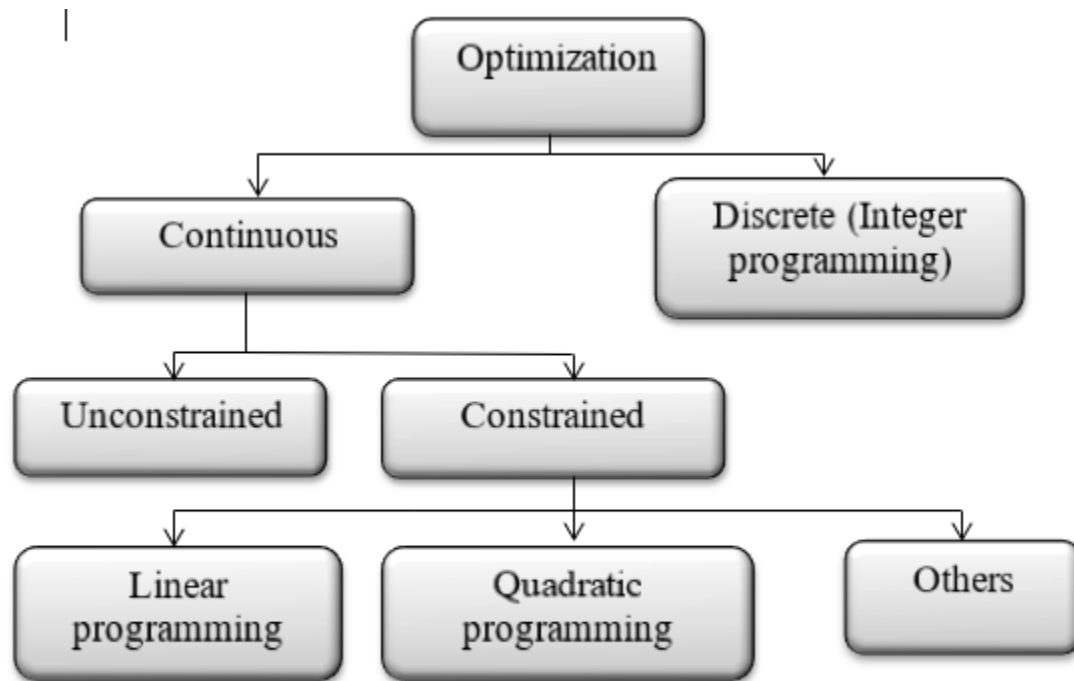 Optimization
Continuous
Discrete (Integer
programming)
Unconstrained
Constrained
Linear
programming
Quadratic
programming
Others